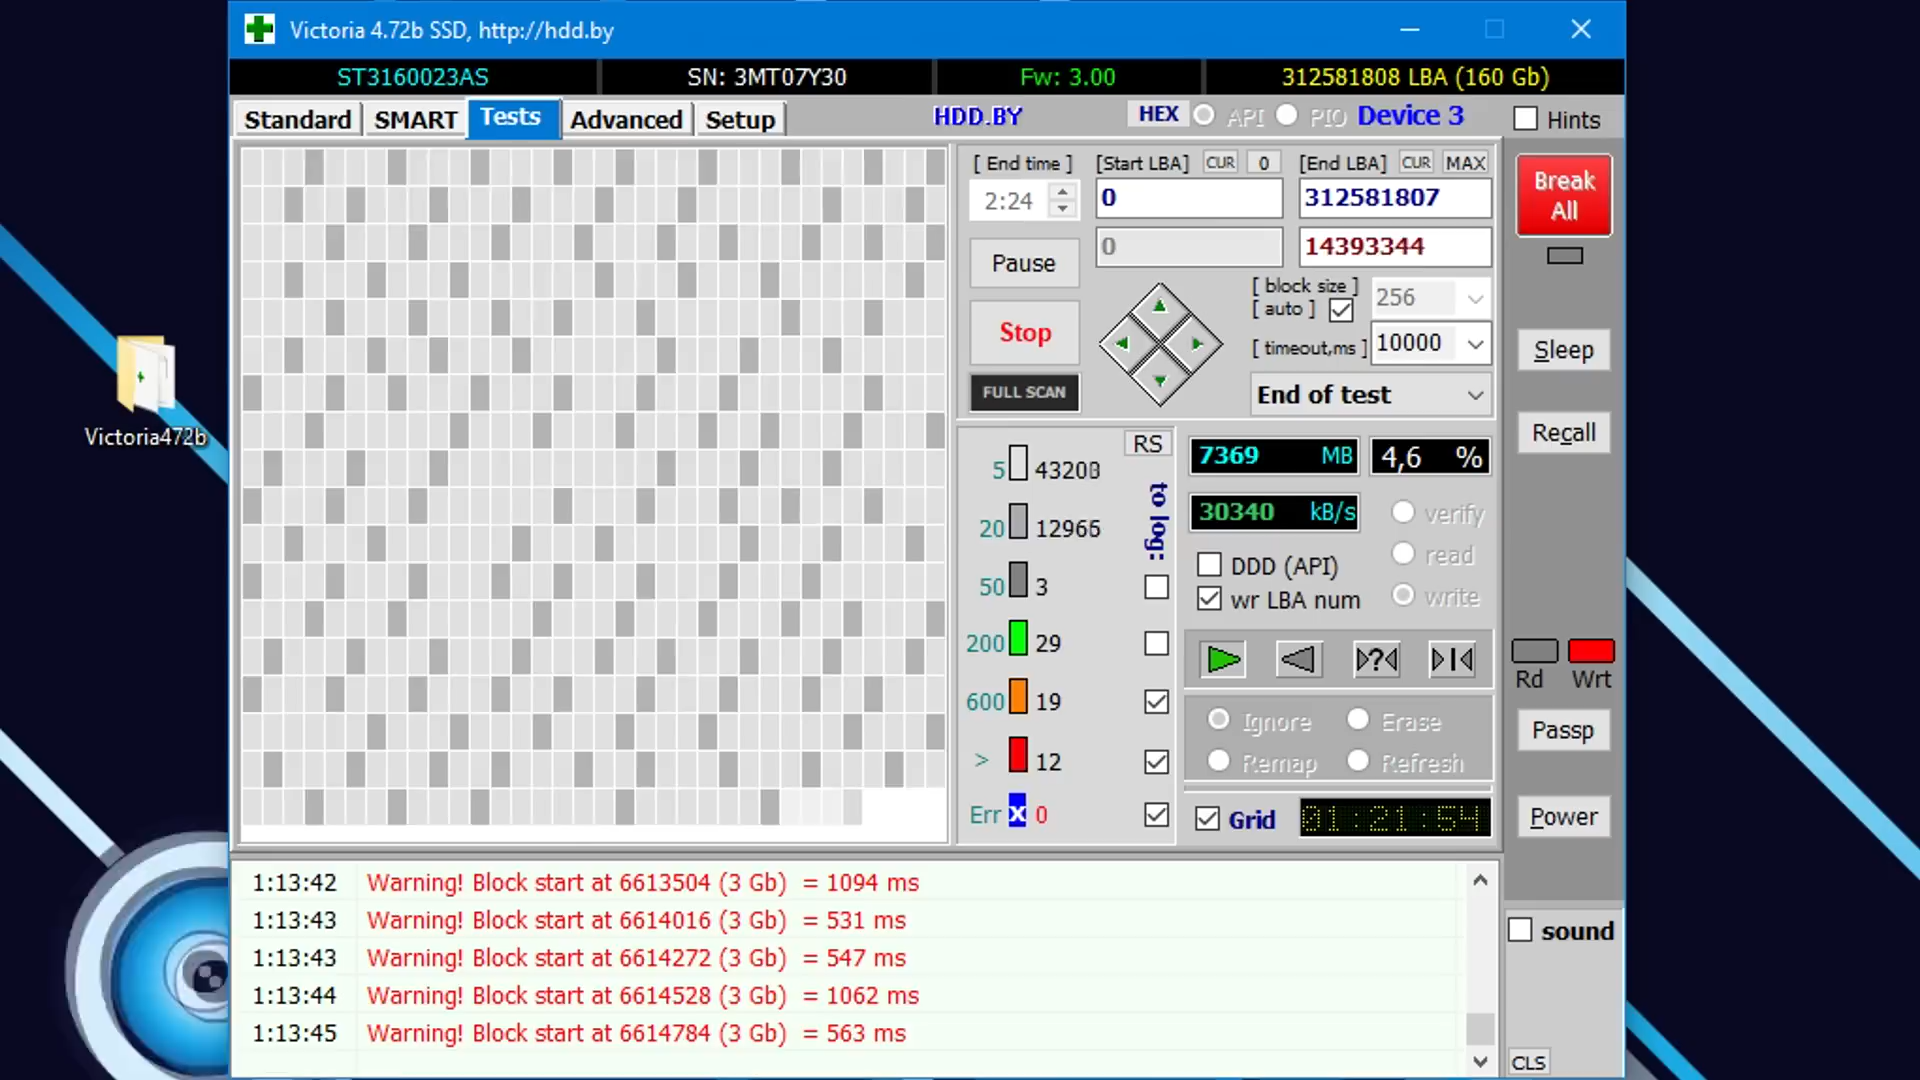 Victoria 4.72b SSD, http://hdd.by
ST3160023AS SN: 3MT07Y30 Fw: 3.00 312581808 LBA (160 Gb)
Standard SMART Tests Advanced Setup HDD.BY HEX API PIO Device 3 Hints
[ End time ] [Start LBA] CUR 0 [End LBA] CUR MAX
2:24 0 312581807
0 14393344
Break
All
Pause
[ block size ] 256
[ auto ]
Stop
[ timeout,ms ] 10000
FULL SCAN
End of test
Sleep
Recall
RS
to log:
5
20
50 3
200 29
600 19
> 12
Err x 0
7369 MB 4,6 %
30340 kB/s verify
DDD (API) read
wr LBA num write
Ignore Erase
Remap Refresh
Grid 01:21:54
Rd Wrt
Passp
Power
Victoria472b
1:13:42 Warning! Block start at 6613504 (3 Gb) = 1094 ms
1:13:43 Warning! Block start at 6614016 (3 Gb) = 531 ms
1:13:43 Warning! Block start at 6614272 (3 Gb) = 547 ms
1:13:44 Warning! Block start at 6614528 (3 Gb) = 1062 ms
1:13:45 Warning! Block start at 6614784 (3 Gb) = 563 ms
sound
CLS